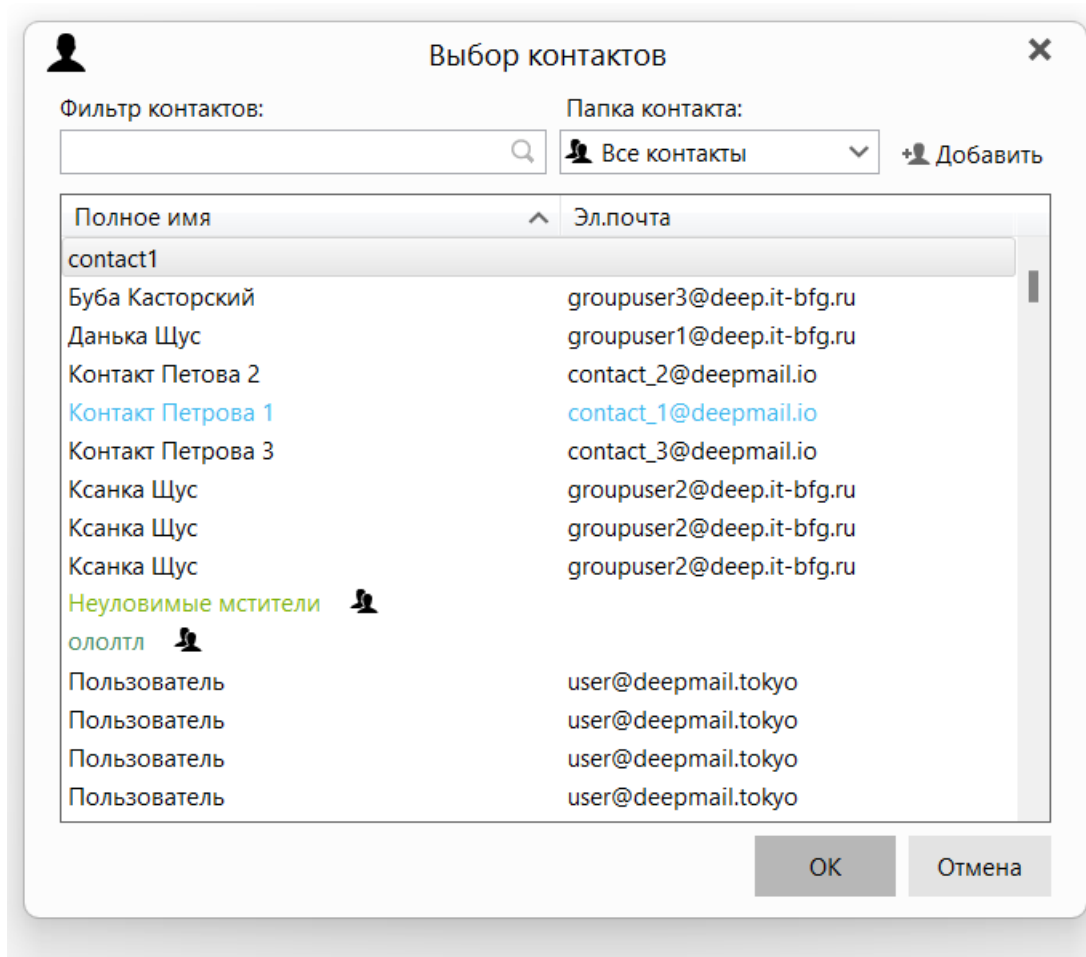 Выбор контактов
Фильтр контактов: Папка контакта:
Все контакты Добавить
Полное имя Эл.почта
contact1
Буба Касторский groupuser3@deep.it-bfg.ru
Данька Щус groupuser1@deep.it-bfg.ru
Контакт Петова 2 contact_2@deepmail.io
Контакт Петрова 1 contact_1@deepmail.io
Контакт Петрова 3 contact_3@deepmail.io
Ксанка Щус groupuser2@deep.it-bfg.ru
Ксанка Щус groupuser2@deep.it-bfg.ru
Ксанка Щус groupuser2@deep.it-bfg.ru
Неуловимые мстители
ололтл
Пользователь user@deepmail.tokyo
Пользователь user@deepmail.tokyo
Пользователь user@deepmail.tokyo
Пользователь user@deepmail.tokyo
ОК Отмена